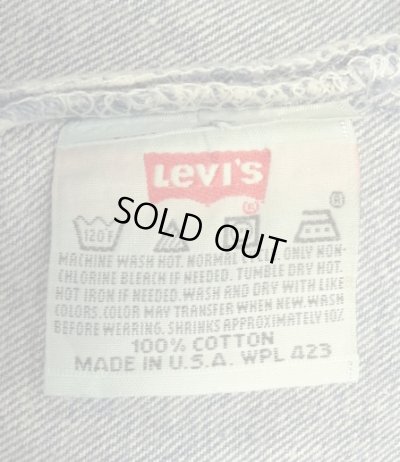 Levi's
®
120F
SOLD OUT
MACHINE WASH HOT. NORMAL ONLY NON-
CHLORINE BLEACH IF NEEDED. TUMBLE DRY HOT.
HOT IRON IF NEEDED. WASH AND DRY WITH LIKE
COLORS. COLOR MAY TRANSFER WHEN NEW. WASH
BEFORE WEARING. SHRINKS APPROXIMATELY 10%
100% COTTON
MADE IN U.S.A. WPL 423